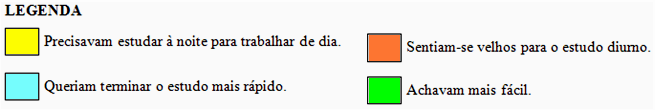 LEGENDA
Precisavam estudar à noite para trabalhar de dia.
Sentiam-se velhos para o estudo diurno.
Queriam terminar o estudo mais rápido.
Achavam mais fácil.